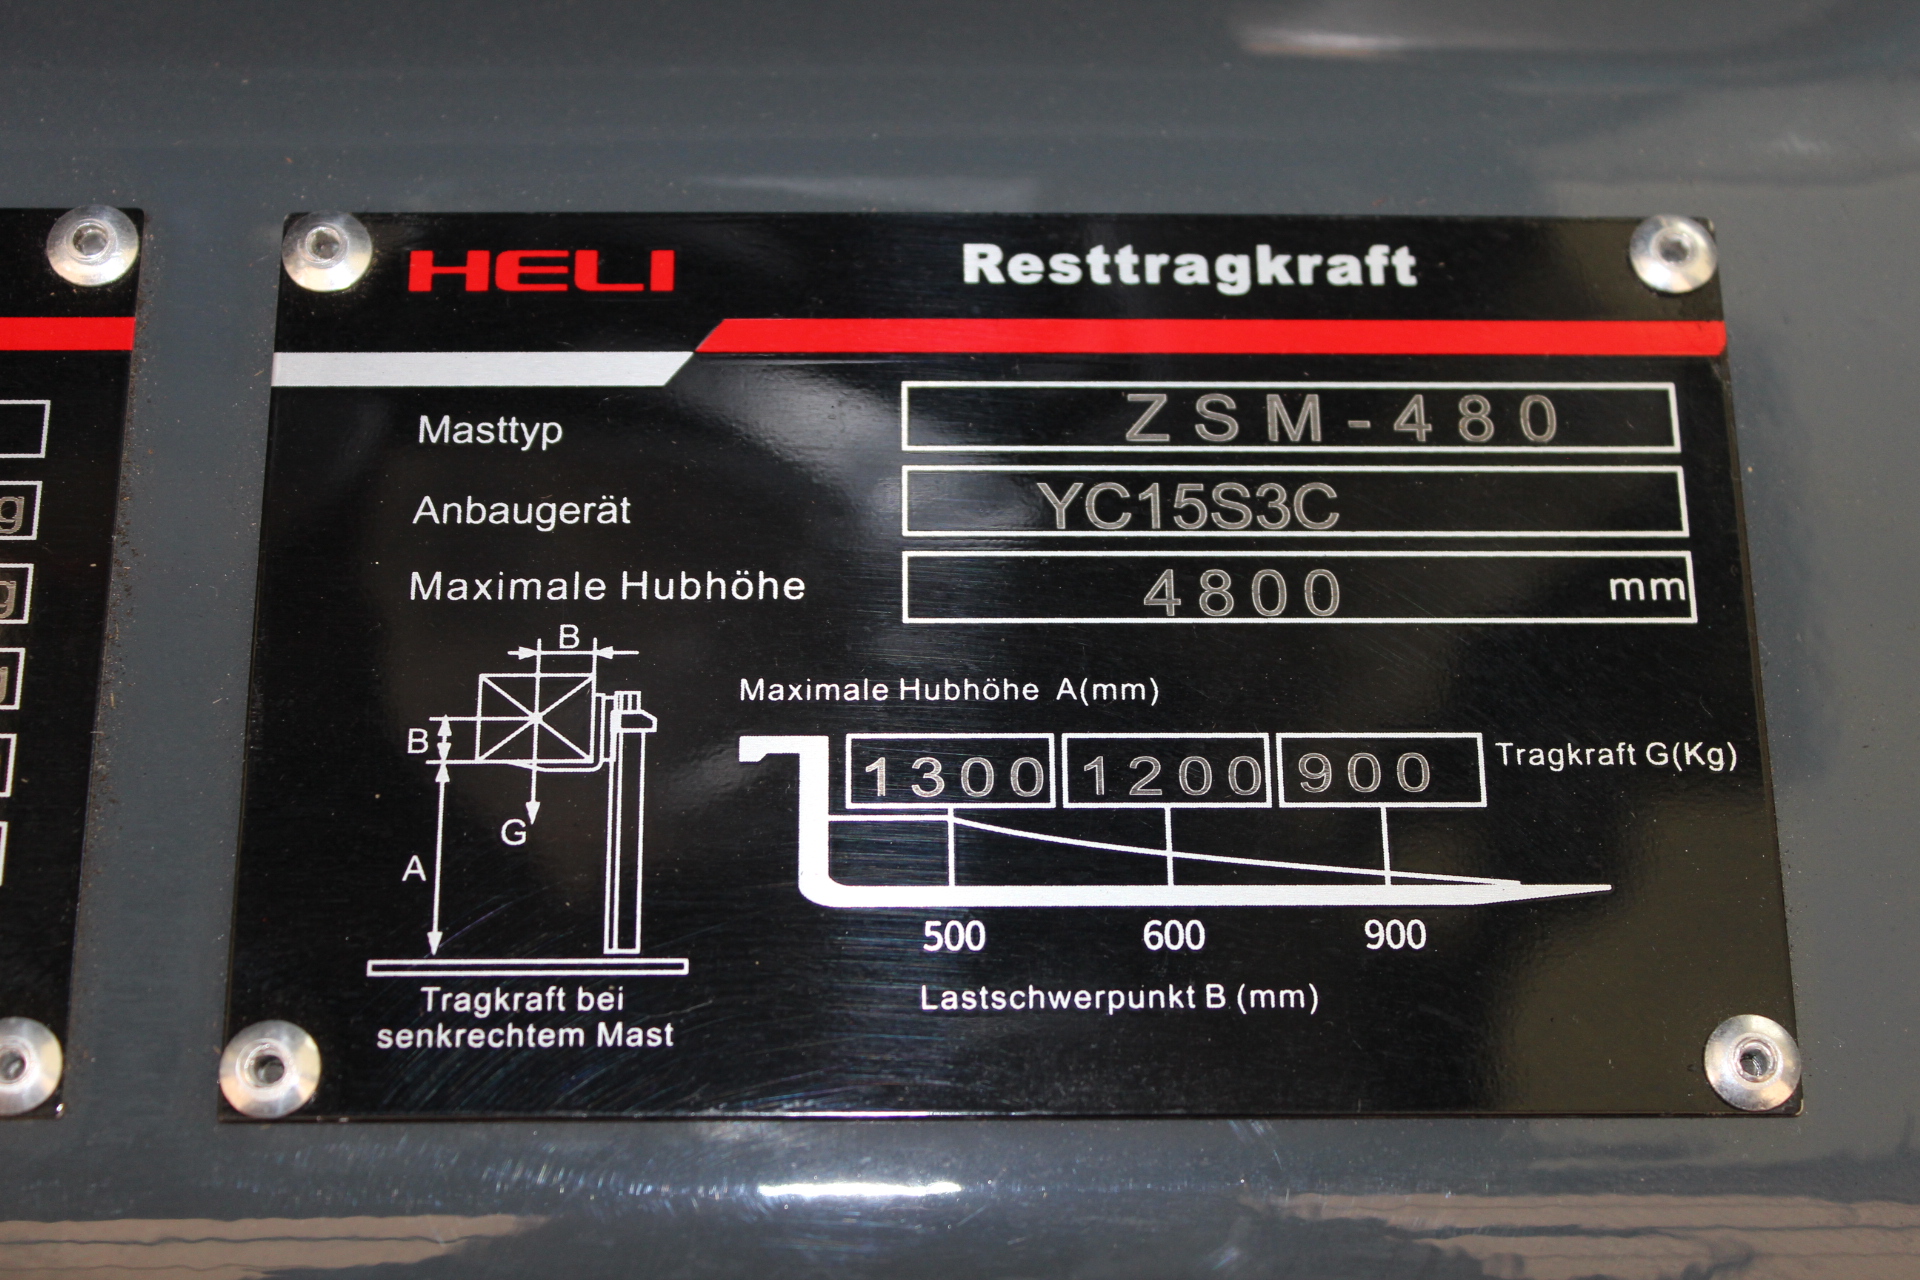 HELI Resttragkraft
Masttyp ZSM-480
Anbaugerät YC15S3C
Maximale Hubhöhe 4800 mm
B
B
G
A
Tragkraft bei
senkrechtem Mast
Maximale Hubhöhe A(mm)
1300 1200 900 Tragkraft G(Kg)
500 600 900
Lastschwerpunkt B (mm)
g
g